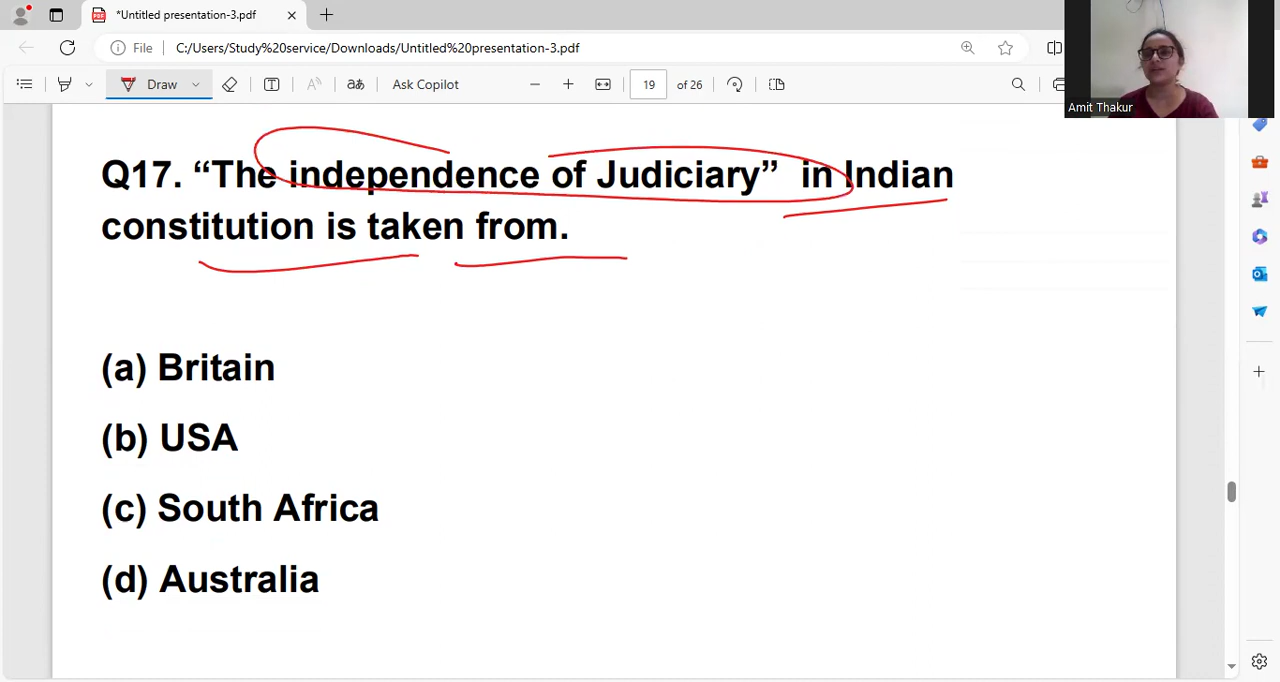 *Untitled presentation-3.pdf
File C:/Users/Study%20service/Downloads/Untitled%20presentation-3.pdf
Draw Ask Copilot 19 of 26
Amit Thakur
Q17. “The independence of Judiciary” in Indian
constitution is taken from.
(a) Britain
(b) USA
(c) South Africa
(d) Australia